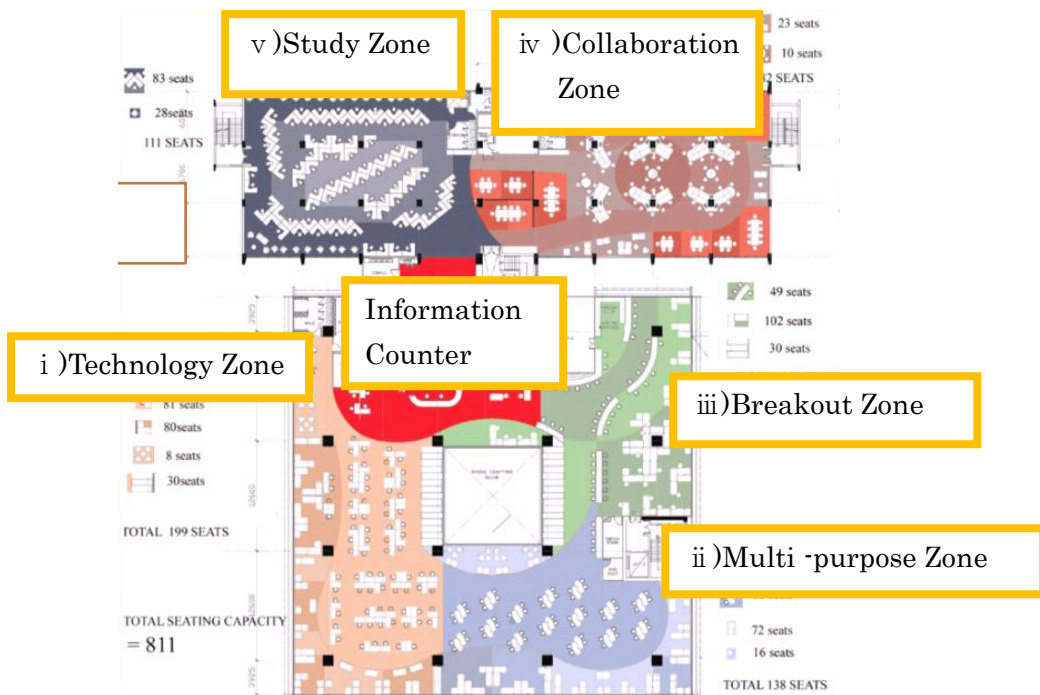 ⅴ)Study Zone
ⅳ)Collaboration
Zone
23 seats
10 seats
SEATS
83 seats
28seats
111 SEATS
Information
Counter
49 seats
102 seats
30 seats
ⅰ)Technology Zone
81 seats
80seats
8 seats
30seats
TOTAL 199 SEATS
ⅲ)Breakout Zone
ⅱ)Multi -purpose Zone
72 seats
16 seats
TOTAL 138 SEATS
TOTAL SEATING CAPACITY
= 811